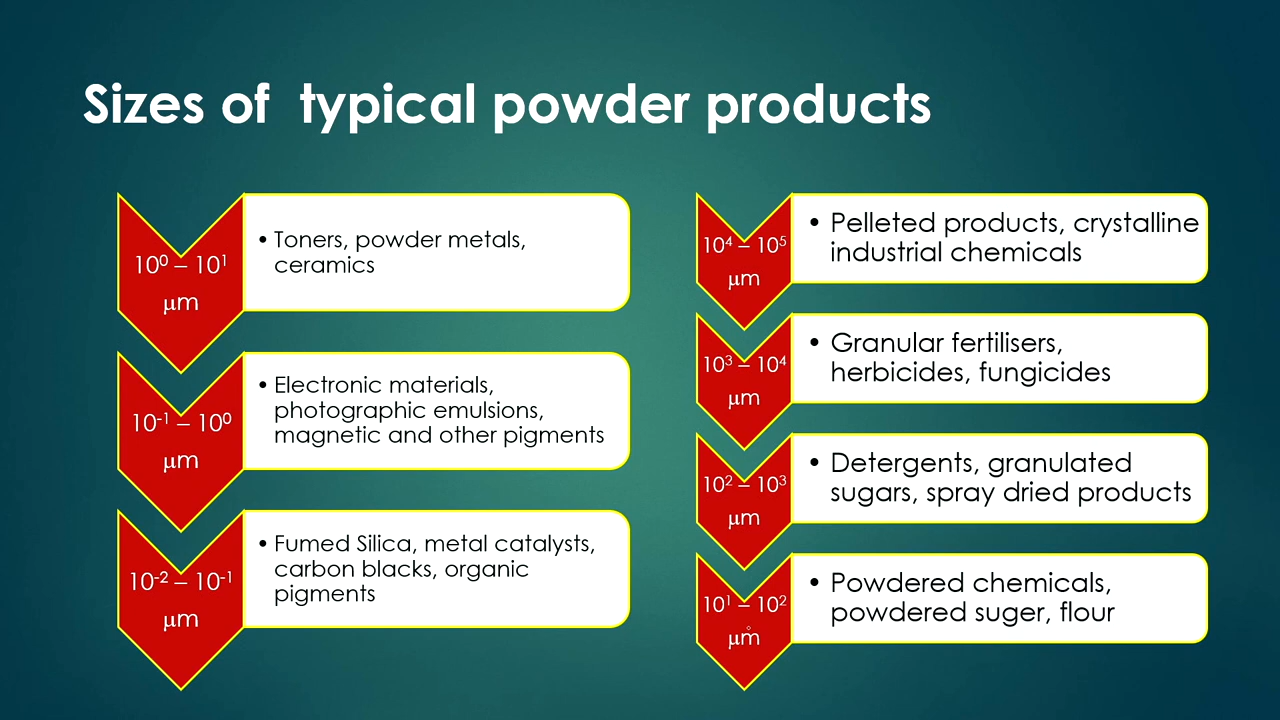 Sizes of  typical powder products
10⁰ – 10¹
µm
• Toners, powder metals,
ceramics
10⁻¹ – 10⁰
µm
• Electronic materials,
photographic emulsions,
magnetic and other pigments
10⁻² – 10⁻¹
µm
• Fumed Silica, metal catalysts,
carbon blacks, organic
pigments
10⁴ – 10⁵
µm
• Pelleted products, crystalline
industrial chemicals
10³ – 10⁴
µm
• Granular fertilisers,
herbicides, fungicides
10² – 10³
µm
• Detergents, granulated
sugars, spray dried products
10¹ – 10²
µm
• Powdered chemicals,
powdered suger, flour